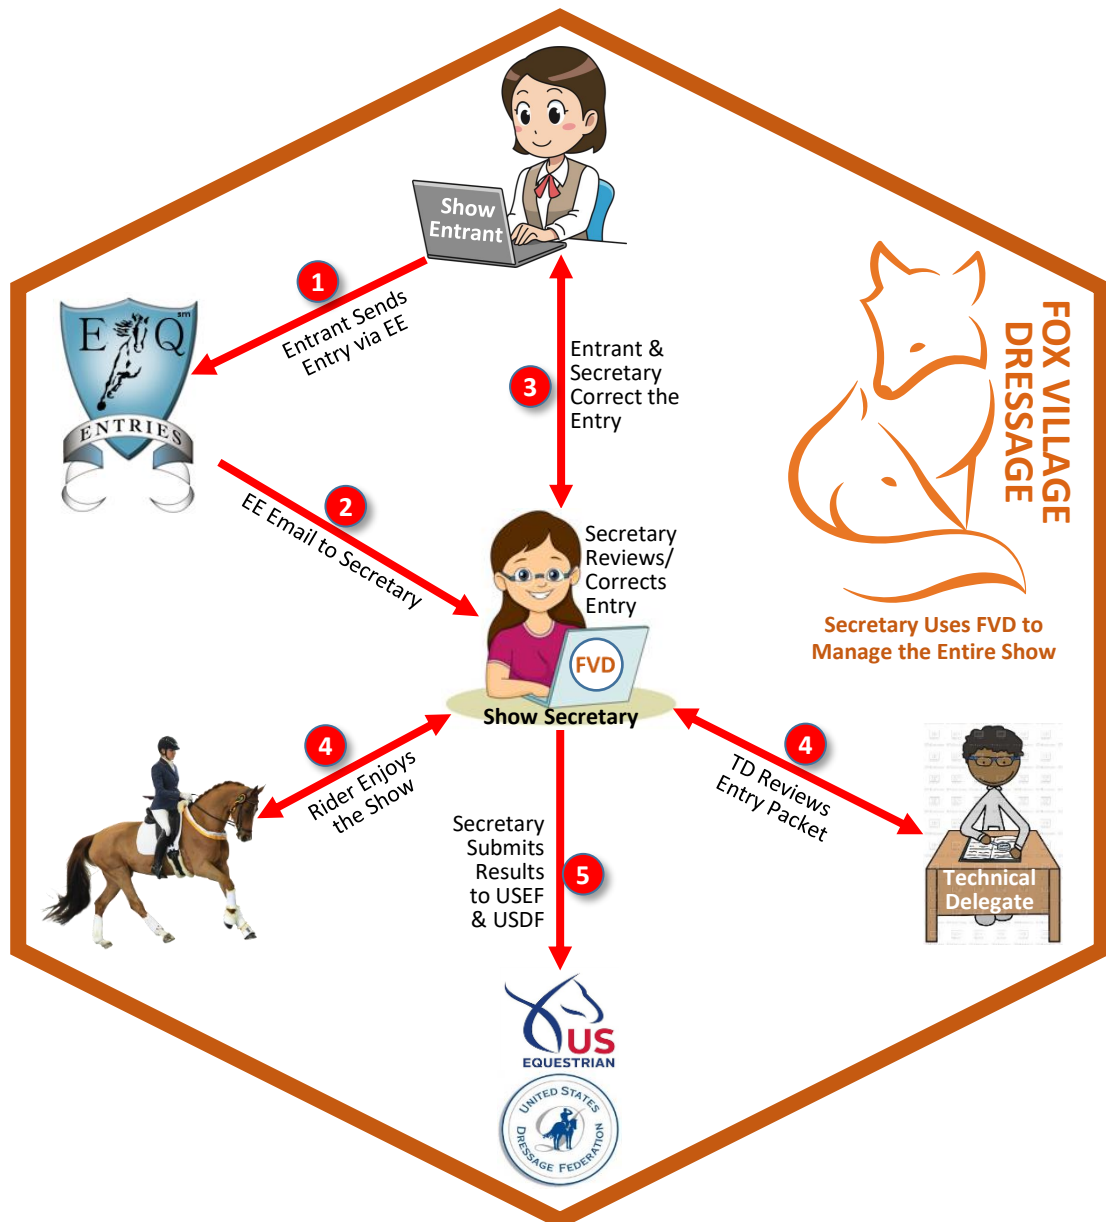 Show
Entrant
1
Entrant Sends
Entry via EE
E Q
sm
ENTRIES
2
EE Email to Secretary
3
Entrant &
Secretary
Correct the
Entry
FOX VILLAGE
DRESSAGE
Secretary Uses FVD to
Manage the Entire Show
Secretary
Reviews/
Corrects
Entry
FVD
Show Secretary
4
Rider Enjoys
the Show
4
TD Reviews
Entry Packet
Technical
Delegate
Secretary
Submits
Results
to USEF
& USDF
5
US
EQUESTRIAN
UNITED STATES
DRESSAGE FEDERATION